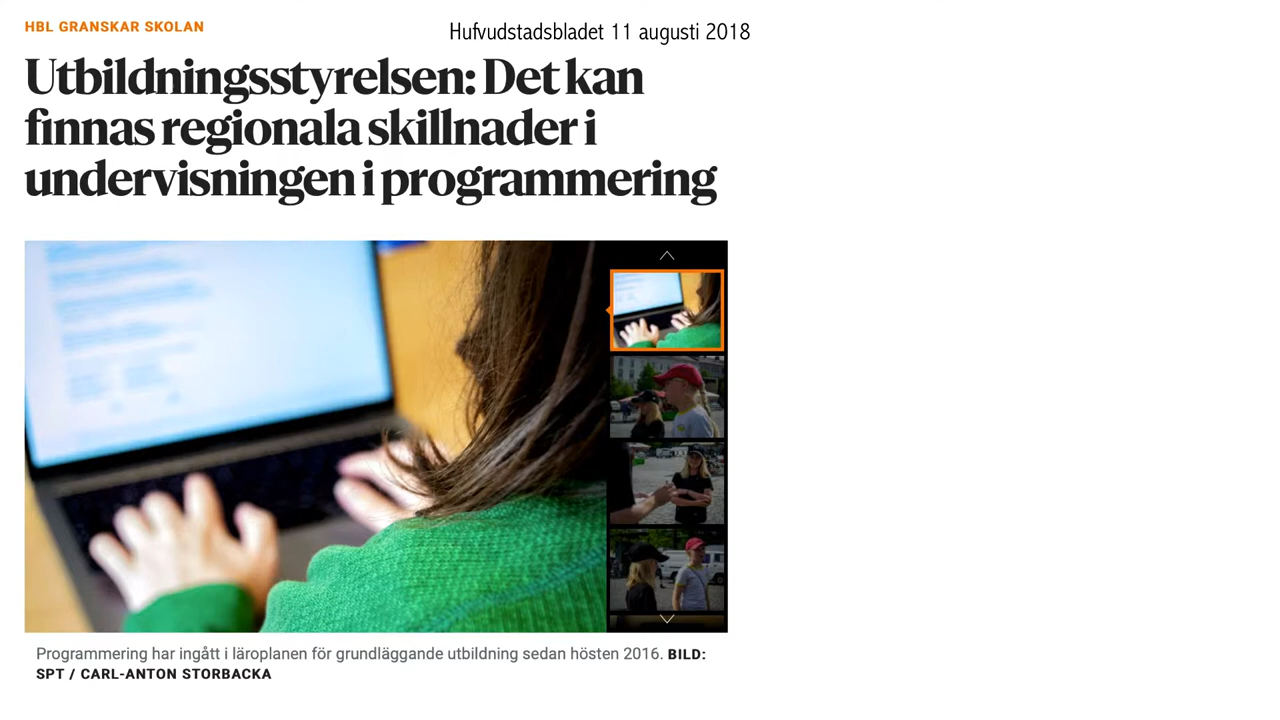 HBL GRANSKAR SKOLAN
Hufvudstadsbladet 11 augusti 2018
Utbildningsstyrelsen: Det kan
finnas regionala skillnader i
undervisningen i programmering
Programmering har ingått i läroplanen för grundläggande utbildning sedan hösten 2016. BILD:
SPT / CARL-ANTON STORBACKA